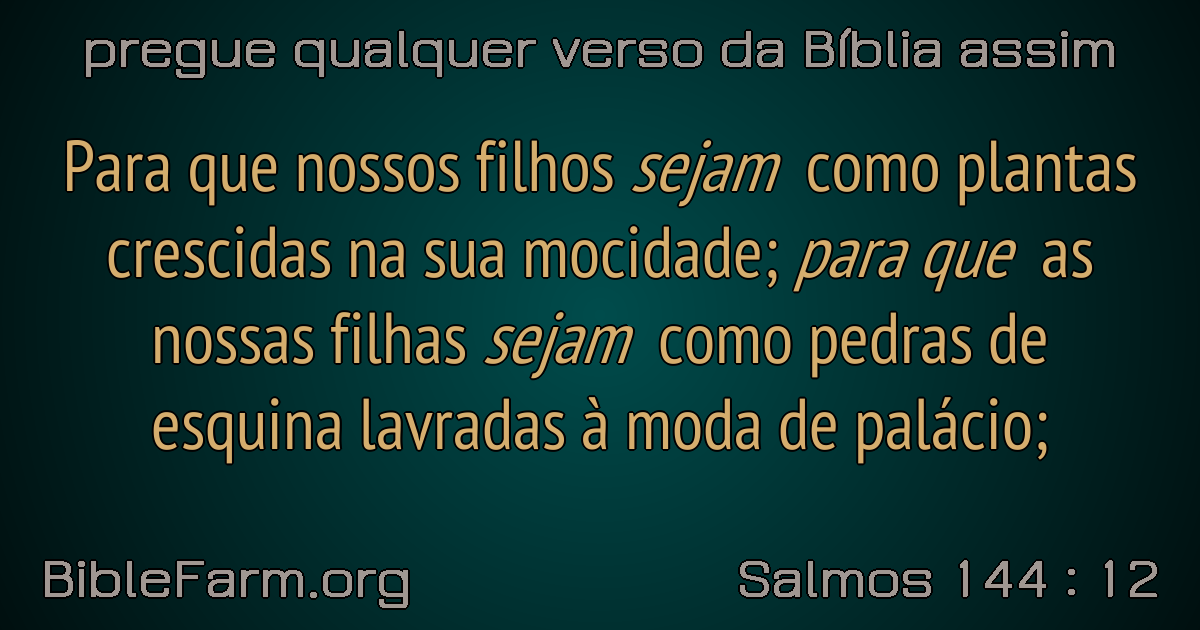 pregue qualquer verso da Bíblia assim
Para que nossos filhos sejam como plantas
crescidas na sua mocidade; para que as
nossas filhas sejam como pedras de
esquina lavradas à moda de palácio;
BibleFarm.org
Salmos 144 : 12